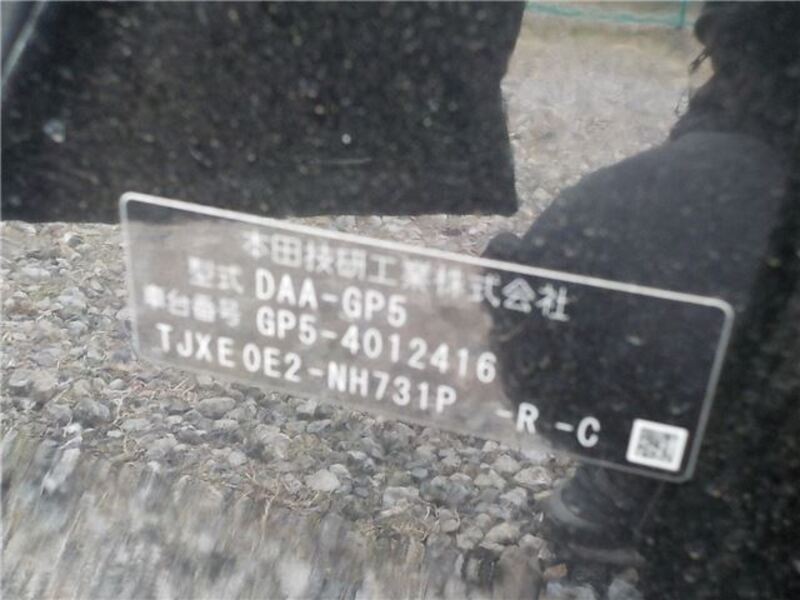 本田技研工業株式会社
型式 DAA-GP5
車台番号 GP5-4012416
TJXE0E2-NH731P -R -C